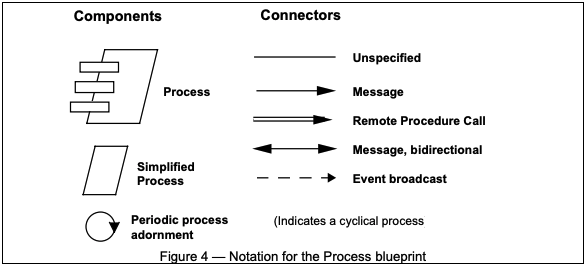 Components
Connectors
Process
Unspecified
Message
Remote Procedure Call
Simplified
Process
Message, bidirectional
Event broadcast
Periodic process
adornment
(Indicates a cyclical process
Figure 4 — Notation for the Process blueprint